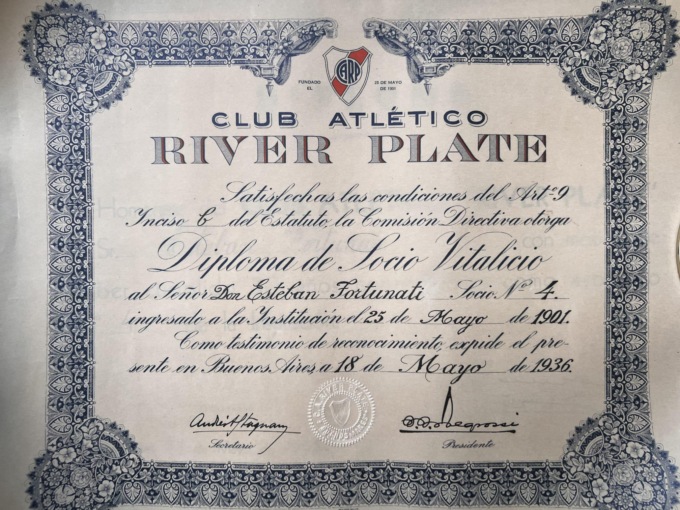 FUNDADO EL
CARP
25 DE MAYO DE 1901
CLUB ATLÉTICO
RIVER PLATE
Satisfechas las condiciones del Art.º 9
Inciso C del Estatuto, la Comisión Directiva otorga
Diploma de Socio Vitalicio
al Señor Don Esteban Fortunati Socio Nº 4.
ingresado a la Institución el 25 de Mayo de 1901.
Como testimonio de reconocimiento, expide el pre-
sente en Buenos Aires a 18 de Mayo de 1936.
Secretario
Presidente